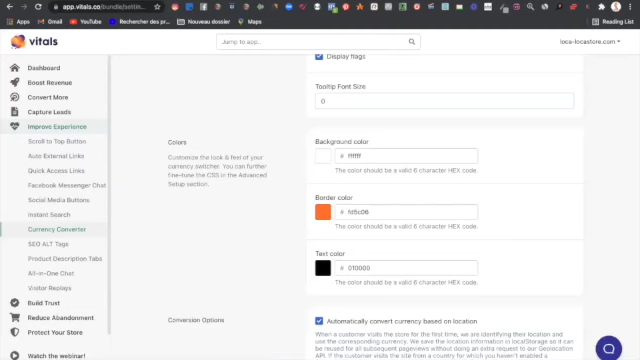 app.vitals.co/bundle/settin...
Apps
Gmail
YouTube
Rechercher des pro...
Nouveau dossier
Maps
Reading List
vitals
Jump to app...
loca-locastore.com
Dashboard
Boost Revenue
Convert More
Capture Leads
Improve Experience
Scroll to Top Button
Auto External Links
Quick Access Links
Facebook Messenger Chat
Social Media Buttons
Instant Search
Currency Converter
SEO ALT Tags
Product Description Tabs
All-in-One Chat
Visitor Replays
Build Trust
Reduce Abandonment
Protect Your Store
Watch the webinar!
Display flags
Tooltip Font Size
0
Colors
Customize the look & feel of your
currency switcher. You can further
fine-tune the CSS in the Advanced
Setup section.
Background color
# ffffff
The color should be a valid 6 character HEX code.
Border color
# fd5c06
The color should be a valid 6 character HEX code.
Text color
# 010000
The color should be a valid 6 character HEX code.
Conversion Options
Automatically convert currency based on location
When a customer visits the store for the first time, we are identifying their location and
use the corresponding currency. We save the location information in localStorage so it can
be reused for all subsequent pageviews without doing an extra request to our Geolocation
API. If the customer visits the site from a country for which you haven't enabled a